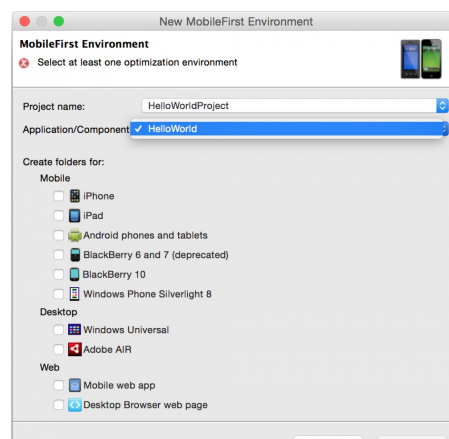 New MobileFirst Environment
MobileFirst Environment
Select at least one optimization environment
Project name: HelloWorldProject
Application/Component HelloWorld
Create folders for:
Mobile
iPhone
iPad
Android phones and tablets
BlackBerry 6 and 7 (deprecated)
BlackBerry 10
Windows Phone Silverlight 8
Desktop
Windows Universal
Adobe AIR
Web
Mobile web app
Desktop Browser web page